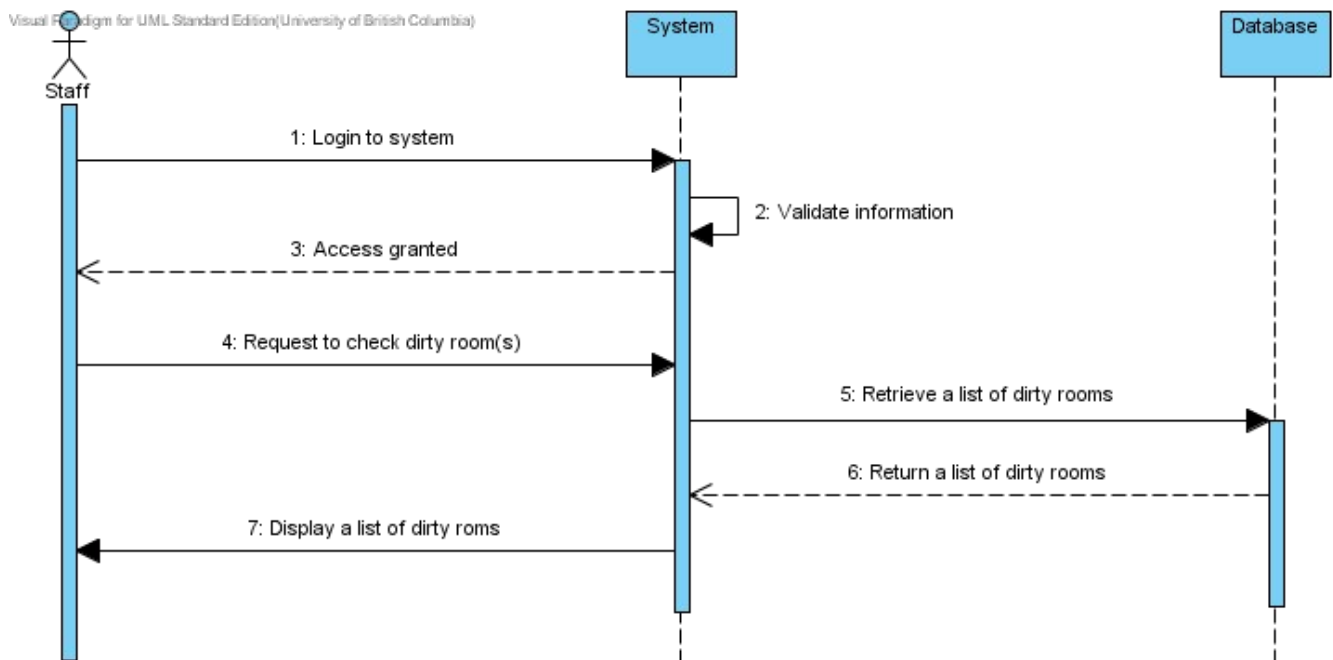 Visual Paradigm for UML Standard Edition(University of British Columbia)
Staff
System
Database
1: Login to system
2: Validate information
3: Access granted
4: Request to check dirty room(s)
5: Retrieve a list of dirty rooms
6: Return a list of dirty rooms
7: Display a list of dirty roms